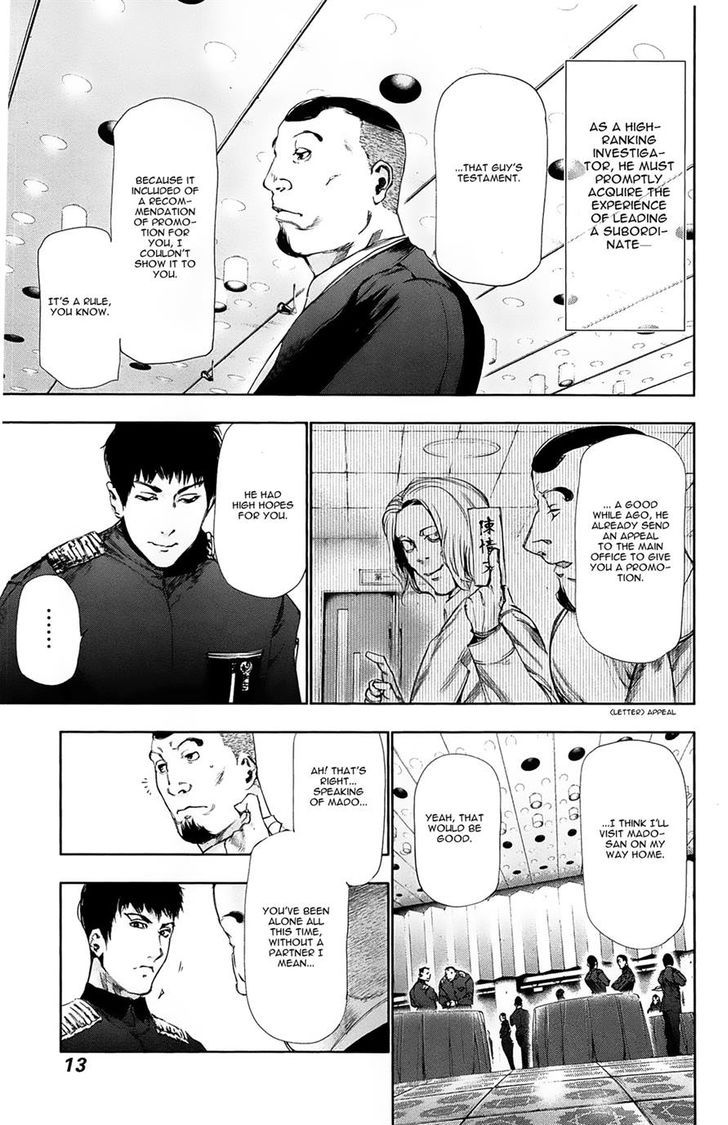 AS A HIGH-
RANKING
INVESTIGA-
TOR, HE MUST
PROMPTLY
ACQUIRE THE
EXPERIENCE
OF LEADING
A SUBORDI-
NATE—
...THAT GUY'S
TESTAMENT.
BECAUSE IT
INCLUDED OF
A RECOM-
MENDATION
OF PROMO-
TION FOR
YOU, I
COULDN'T
SHOW IT TO
YOU.
IT'S A RULE,
YOU KNOW.
... A GOOD
WHILE AGO, HE
ALREADY SEND
AN APPEAL
TO THE MAIN
OFFICE TO GIVE
YOU A PROMO-
TION.
陳情書
(LETTER) APPEAL
HE HAD
HIGH HOPES
FOR YOU.
......
...I THINK I'LL
VISIT MADO-
SAN ON MY
WAY HOME.
YEAH, THAT
WOULD BE
GOOD.
AH! THAT'S
RIGHT...
SPEAKING
OF MADO...
YOU'VE BEEN
ALONE ALL
THIS TIME,
WITHOUT A
PARTNER I
MEAN...
13